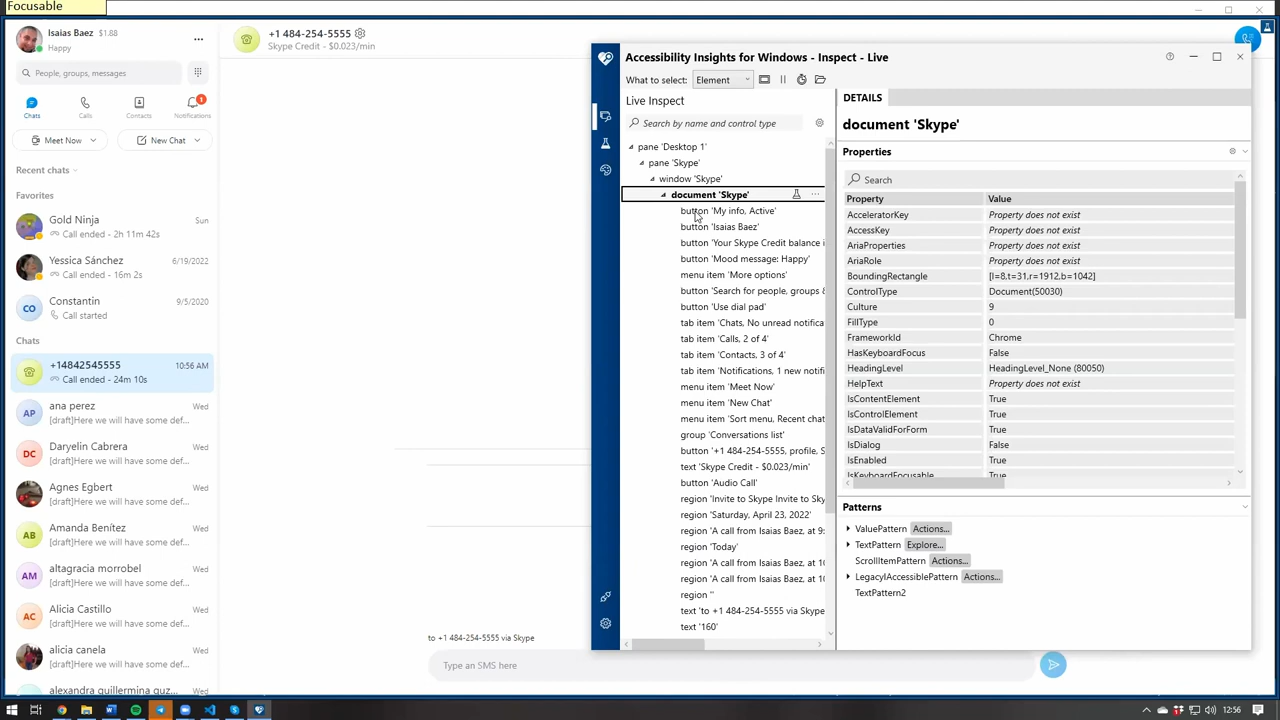 Focusable
Isaias Baez $1.88
Happy
People, groups, messages
Chats
Calls
Contacts
1
Notifications
Meet Now
New Chat
Recent chats
Favorites
Gold Ninja Sun
Call ended - 2h 11m 42s
Yessica Sánchez 6/19/2022
Call ended - 16m 2s
CO
Constantin 9/5/2020
Call started
Chats
+14842545555 10:56 AM
Call ended - 24m 10s
AP
ana perez Wed
[draft]Here we will have some def...
DC
Daryelin Cabrera Wed
[draft]Here we will have some def...
AE
Agnes Egbert Wed
[draft]Here we will have some def...
AB
Amanda Benítez Wed
[draft]Here we will have some def...
AM
altagracia morrobel Wed
[draft]Here we will have some def...
AC
Alicia Castillo Wed
[draft]Here we will have some def...
alicia canela Wed
[draft]Here we will have some def...
alexandra guillermina guz... Wed
+1 484-254-5555
Skype Credit - $0.023/min
to +1 484-254-5555 via Skype
Type an SMS here
Accessibility Insights for Windows - Inspect - Live
What to select: Element
Live Inspect
Search by name and control type
pane 'Desktop 1'
pane 'Skype'
window 'Skype'
document 'Skype'
button 'My info, Active'
button 'Isaias Baez'
button 'Your Skype Credit balance i
button 'Mood message: Happy'
menu item 'More options'
button 'Search for people, groups &
button 'Use dial pad'
tab item 'Chats, No unread notifica
tab item 'Calls, 2 of 4'
tab item 'Contacts, 3 of 4'
tab item 'Notifications, 1 new notifi
menu item 'Meet Now'
menu item 'New Chat'
menu item 'Sort menu, Recent chat
group 'Conversations list'
button '+1 484-254-5555, profile, S
text 'Skype Credit - $0.023/min'
button 'Audio Call'
region 'Invite to Skype Invite to Sky
region 'Saturday, April 23, 2022'
region 'A call from Isaias Baez, at 9:
region 'Today'
region 'A call from Isaias Baez, at 10
region 'A call from Isaias Baez, at 10
region ''
text 'to +1 484-254-5555 via Skype
text '160'
DETAILS
document 'Skype'
Properties
Search
Property Value
AcceleratorKey Property does not exist
AccessKey Property does not exist
AriaProperties Property does not exist
AriaRole Property does not exist
BoundingRectangle [l=8,t=31,r=1912,b=1042]
ControlType Document(50030)
Culture 9
FillType 0
FrameworkId Chrome
HasKeyboardFocus False
HeadingLevel HeadingLevel_None (80050)
HelpText Property does not exist
IsContentElement True
IsControlElement True
IsDataValidForForm True
IsDialog False
IsEnabled True
IsKeyboardFocusable True
Patterns
ValuePattern Actions...
TextPattern Explore...
ScrollItemPattern Actions...
LegacyIAccessiblePattern Actions...
TextPattern2
12:56